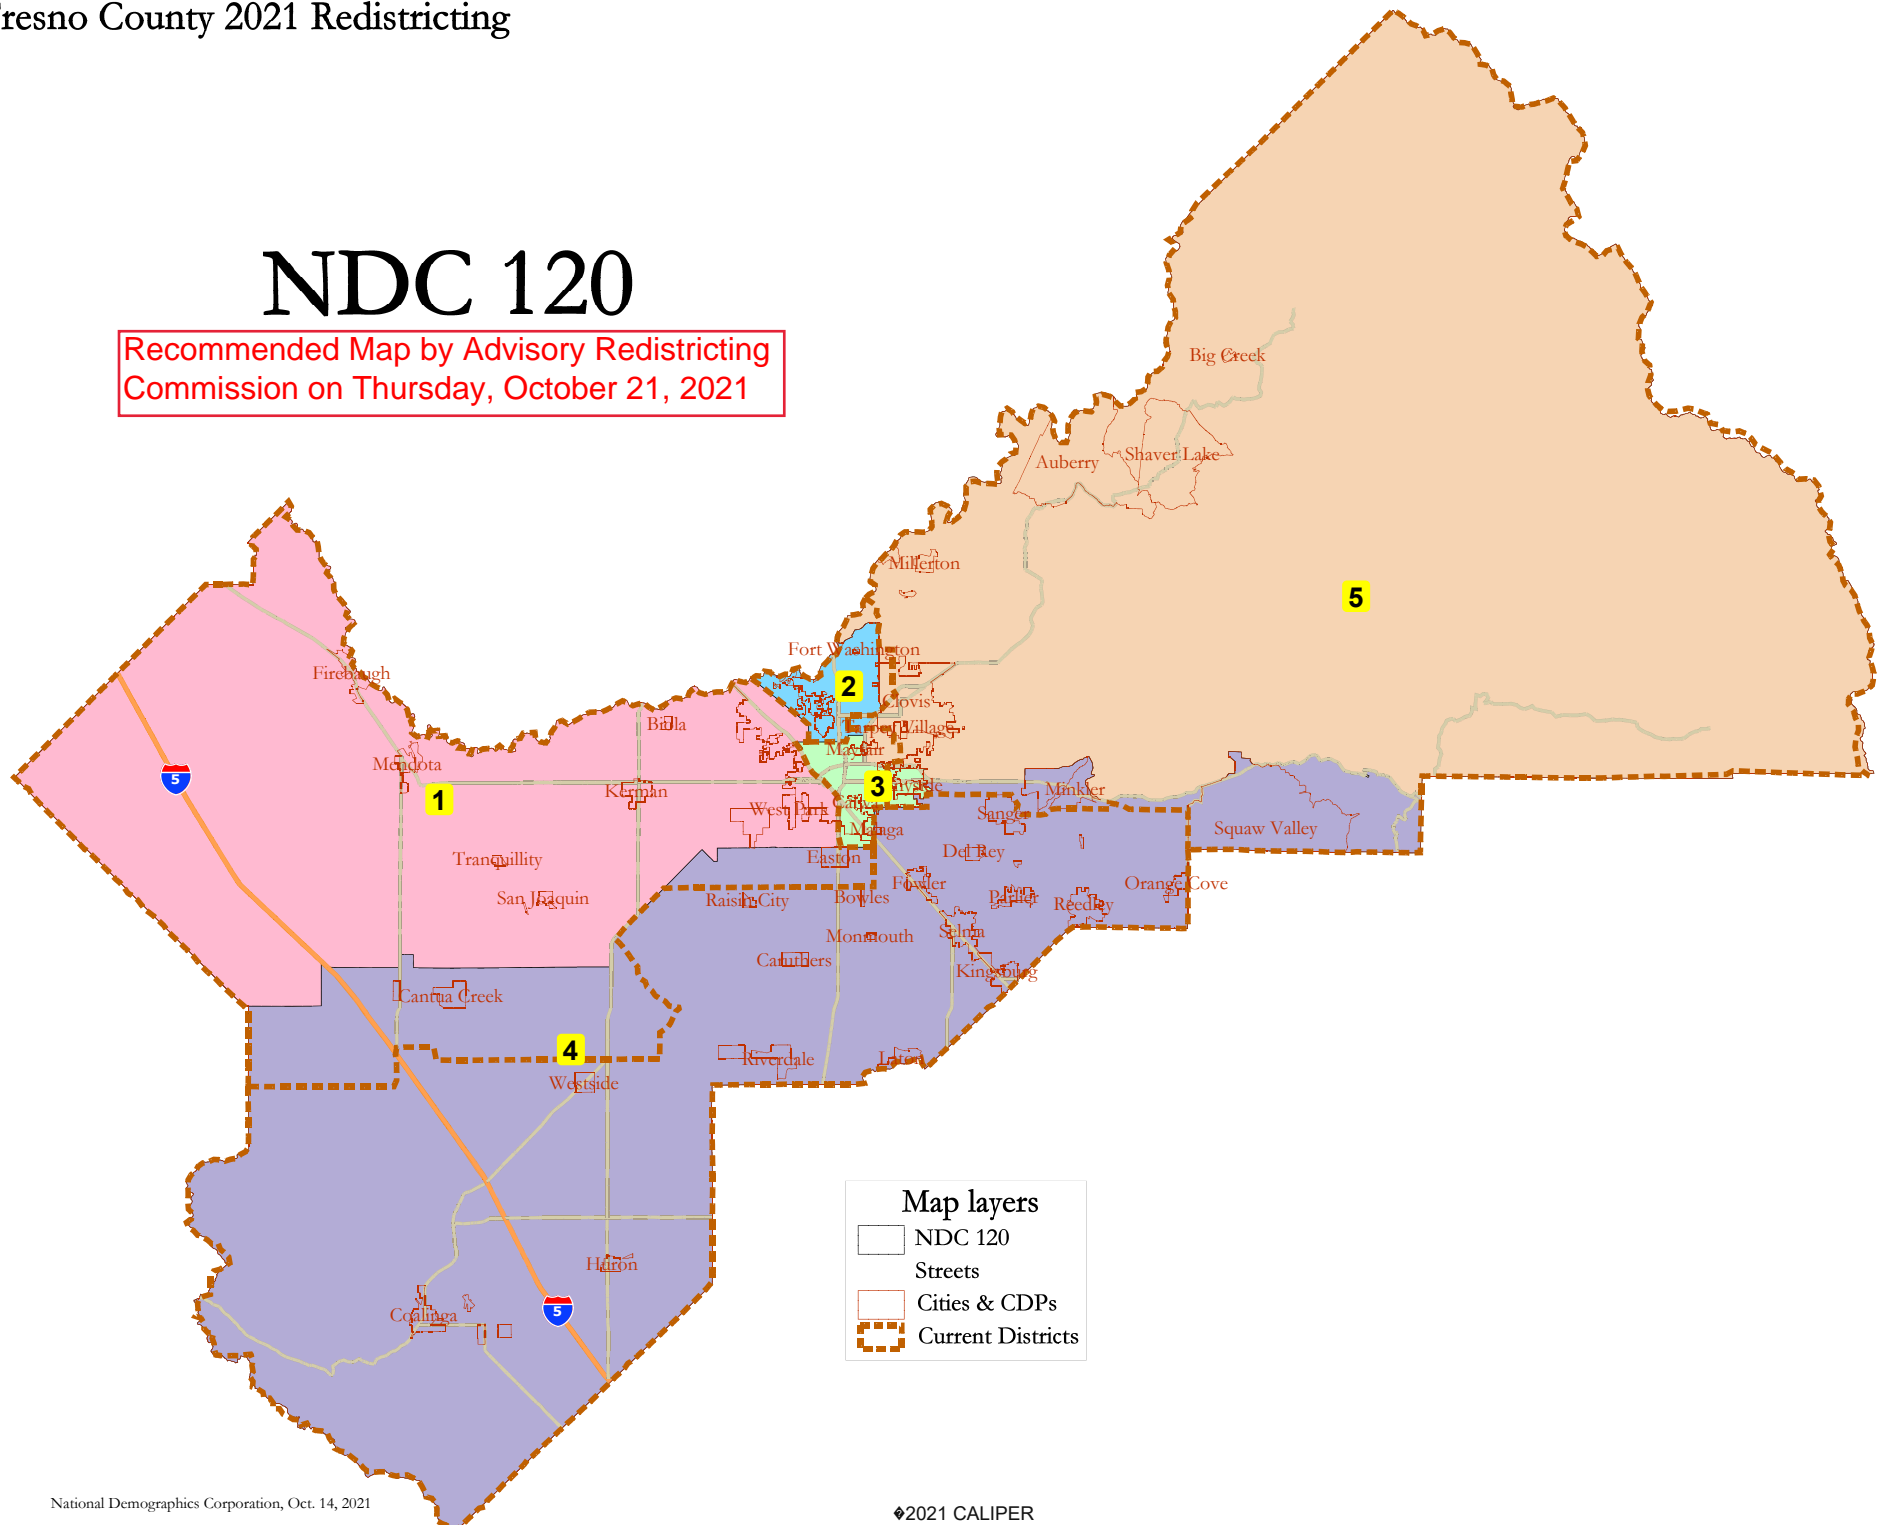 resno County 2021 Redistricting
NDC 120
Recommended Map by Advisory Redistricting
Commission on Thursday, October 21, 2021
Big Creek
Auberry
Shaver Lake
Millerton
5
Fort Washington
Firebaugh
2
Clovis
Biola
Village
Mendota
5
1
Kerman
3
Minkler
West Park
Sanger
Squaw Valley
Tranquillity
Easton
Del Rey
San Joaquin
Raisin City
Bowles
Fowler
Parlier
Reedley
Orange Cove
Monmouth
Selma
Caruthers
Kingsburg
Cantua Creek
4
Riverdale
Laton
Westside
Huron
Coalinga
5
Map layers
NDC 120
Streets
Cities & CDPs
Current Districts
National Demographics Corporation, Oct. 14, 2021
�2021 CALIPER